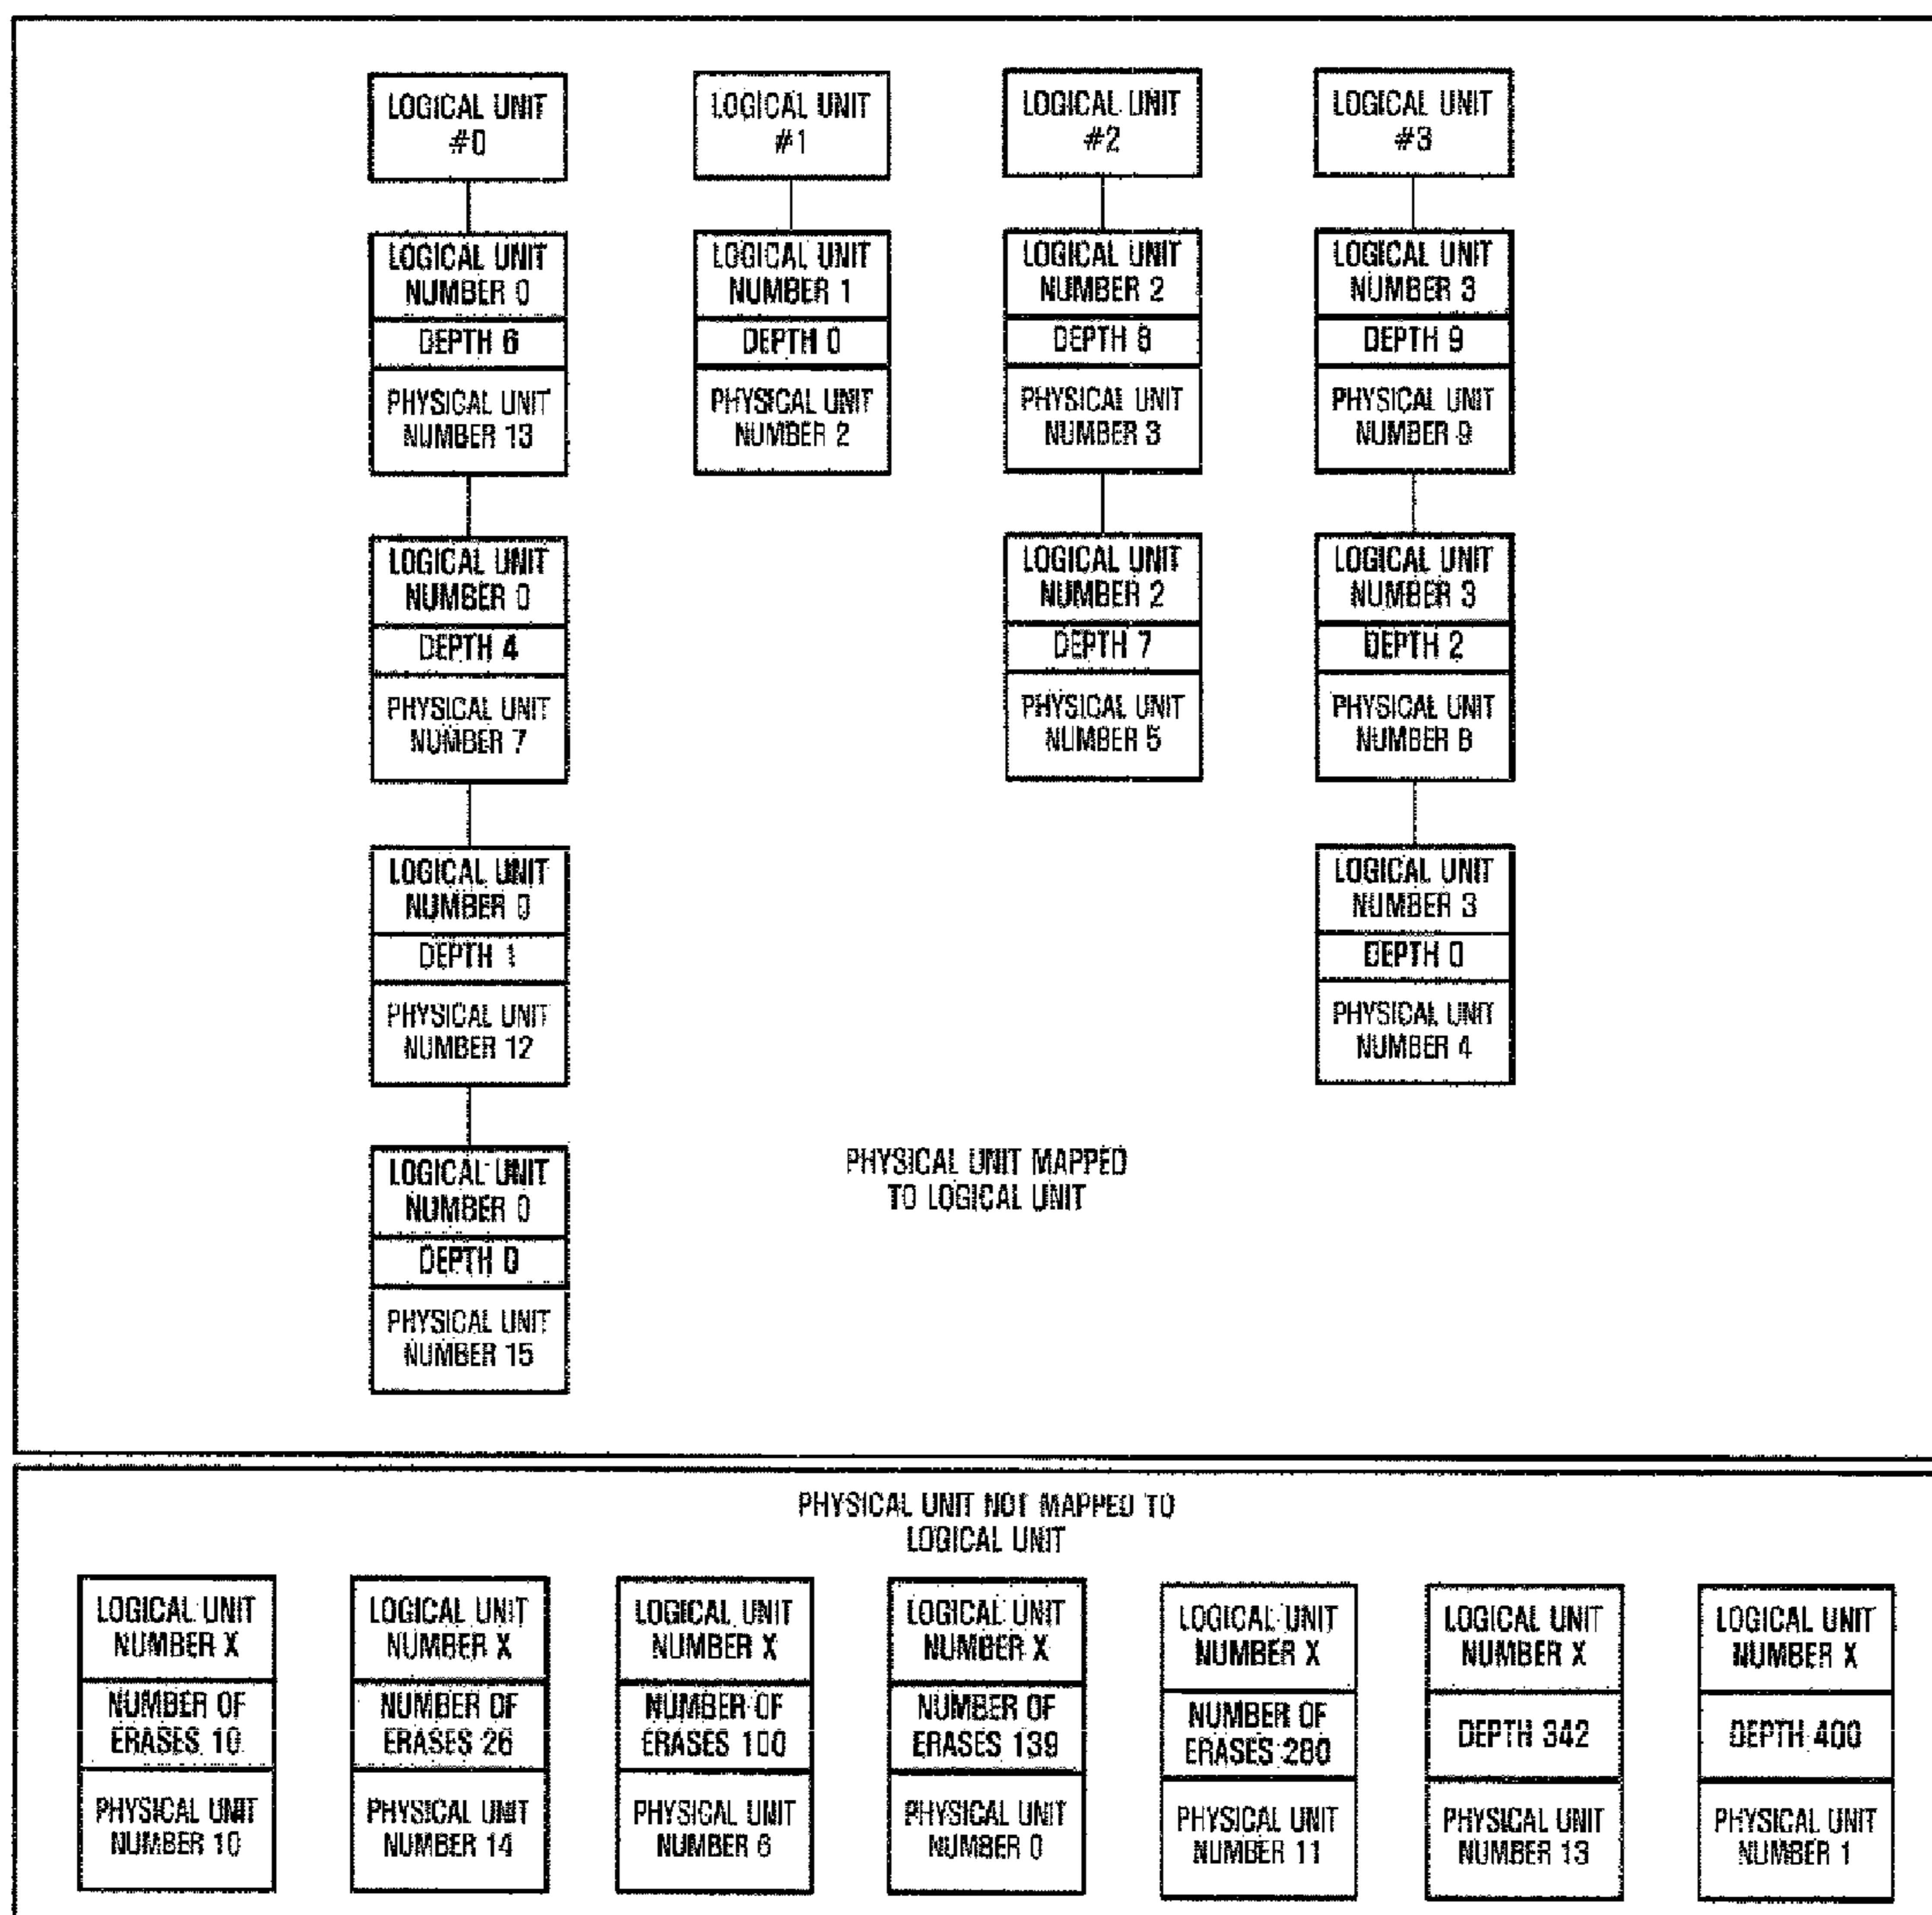 LOGICAL UNIT
#0
LOGICAL UNIT
#1
LOGICAL UNIT
#2
LOGICAL UNIT
#3
LOGICAL UNIT
NUMBER 0
DEPTH 6
PHYSICAL UNIT
NUMBER 13
LOGICAL UNIT
NUMBER 1
DEPTH 0
PHYSICAL UNIT
NUMBER 2
LOGICAL UNIT
NUMBER 2
DEPTH 8
PHYSICAL UNIT
NUMBER 3
LOGICAL UNIT
NUMBER 3
DEPTH 9
PHYSICAL UNIT
NUMBER 9
LOGICAL UNIT
NUMBER 0
DEPTH 4
PHYSICAL UNIT
NUMBER 7
LOGICAL UNIT
NUMBER 2
DEPTH 7
PHYSICAL UNIT
NUMBER 5
LOGICAL UNIT
NUMBER 3
DEPTH 2
PHYSICAL UNIT
NUMBER 8
LOGICAL UNIT
NUMBER 0
DEPTH 1
PHYSICAL UNIT
NUMBER 12
LOGICAL UNIT
NUMBER 3
DEPTH 0
PHYSICAL UNIT
NUMBER 4
LOGICAL UNIT
NUMBER 0
DEPTH 0
PHYSICAL UNIT
NUMBER 15
PHYSICAL UNIT MAPPED
TO LOGICAL UNIT
PHYSICAL UNIT NOT MAPPED TO
LOGICAL UNIT
LOGICAL UNIT
NUMBER X
NUMBER OF
ERASES 10
PHYSICAL UNIT
NUMBER 10
LOGICAL UNIT
NUMBER X
NUMBER OF
ERASES 26
PHYSICAL UNIT
NUMBER 14
LOGICAL UNIT
NUMBER X
NUMBER OF
ERASES 100
PHYSICAL UNIT
NUMBER 6
LOGICAL UNIT
NUMBER X
NUMBER OF
ERASES 139
PHYSICAL UNIT
NUMBER 0
LOGICAL UNIT
NUMBER X
NUMBER OF
ERASES 280
PHYSICAL UNIT
NUMBER 11
LOGICAL UNIT
NUMBER X
DEPTH 342
PHYSICAL UNIT
NUMBER 13
LOGICAL UNIT
NUMBER X
DEPTH 400
PHYSICAL UNIT
NUMBER 1